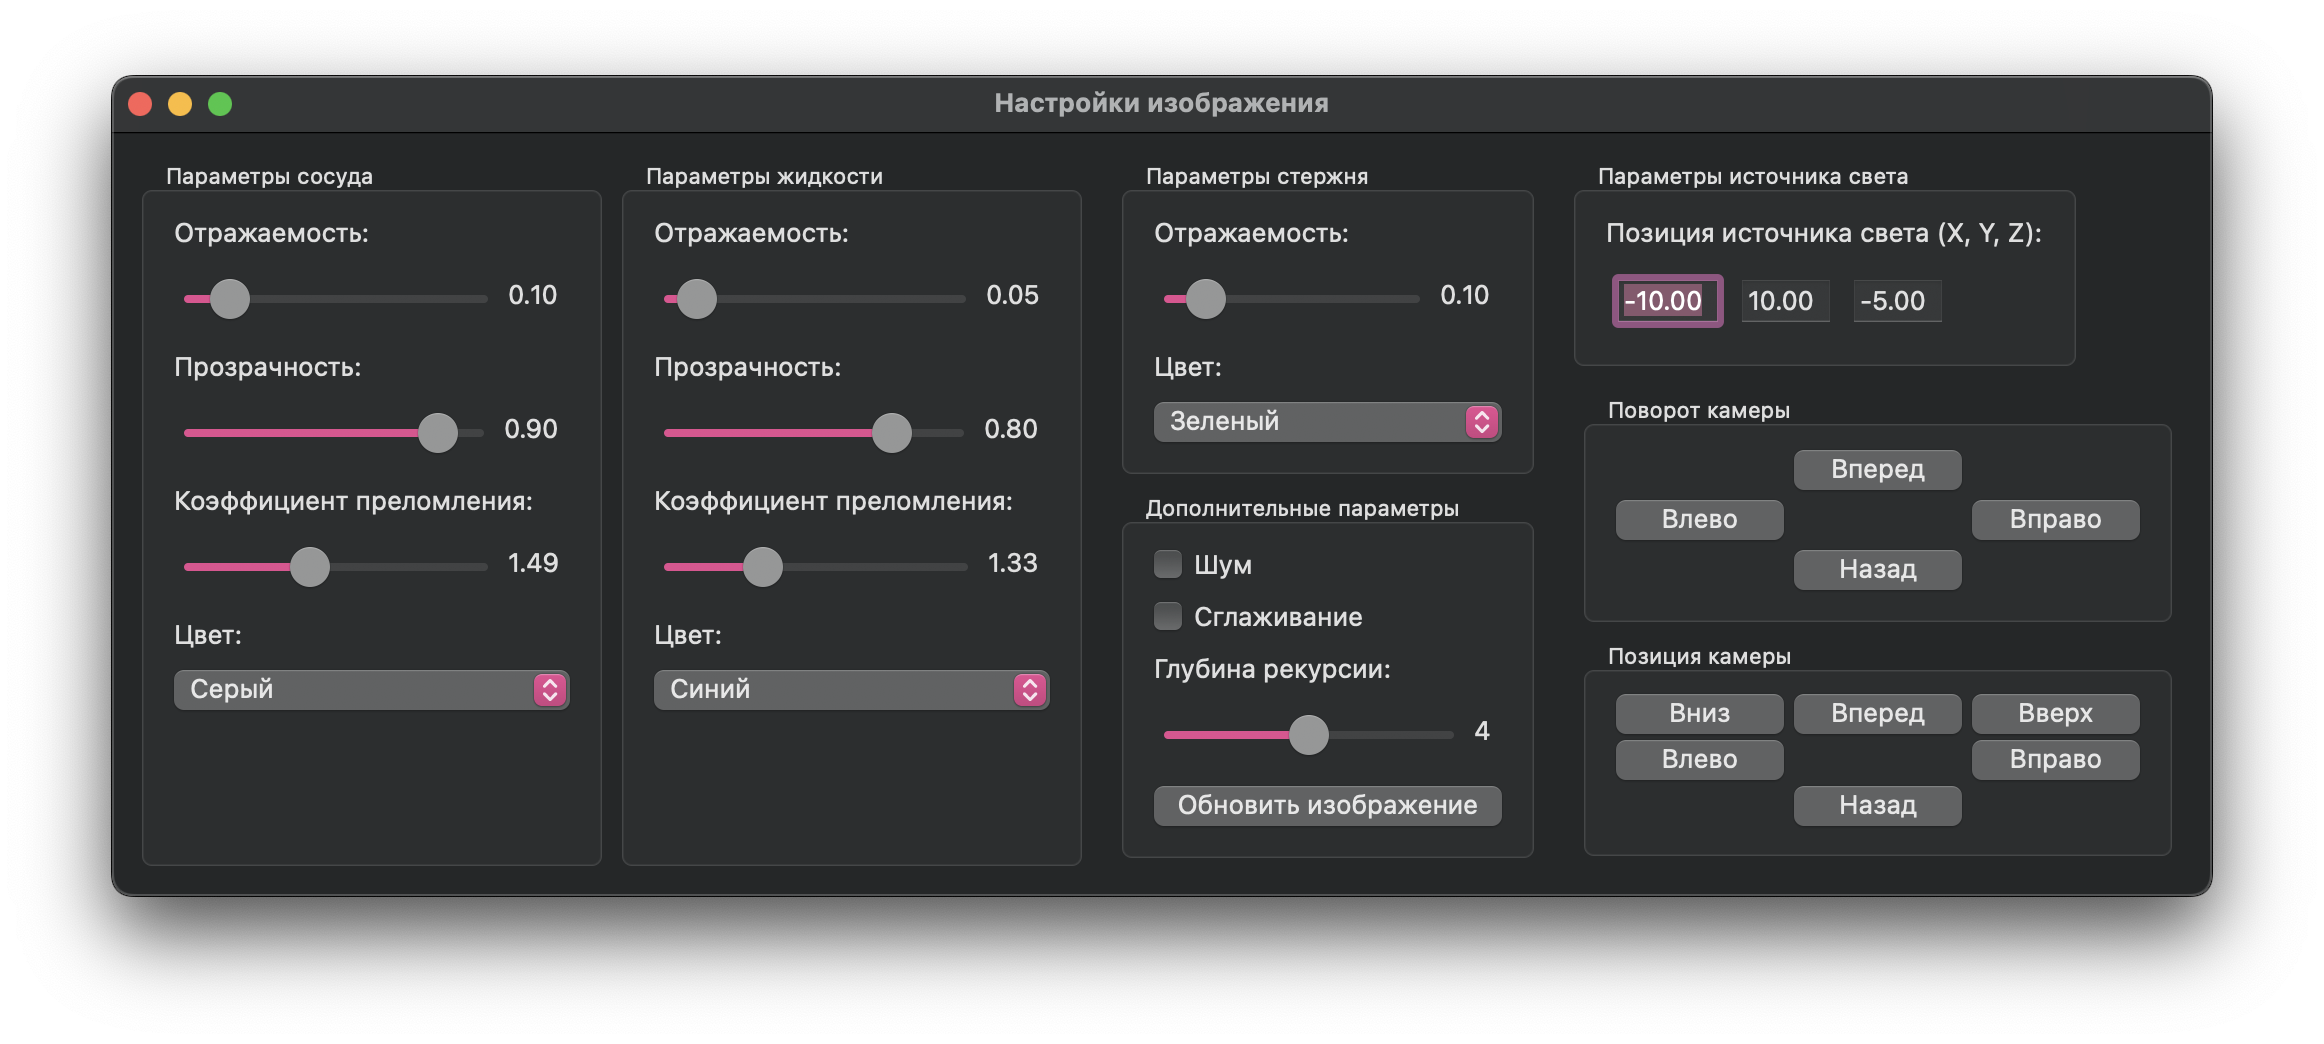 Настройки изображения
Параметры сосуда
Отражаемость:
0.10
Прозрачность:
0.90
Коэффициент преломления:
1.49
Цвет:
Серый
Параметры жидкости
Отражаемость:
0.05
Прозрачность:
0.80
Коэффициент преломления:
1.33
Цвет:
Синий
Параметры стержня
Отражаемость:
0.10
Цвет:
Зеленый
Дополнительные параметры
Шум
Сглаживание
Глубина рекурсии:
4
Обновить изображение
Параметры источника света
Позиция источника света (X, Y, Z):
-10.00 10.00 -5.00
Поворот камеры
Вперед
Влево Вправо
Назад
Позиция камеры
Вниз Вперед Вверх
Влево Вправо
Назад